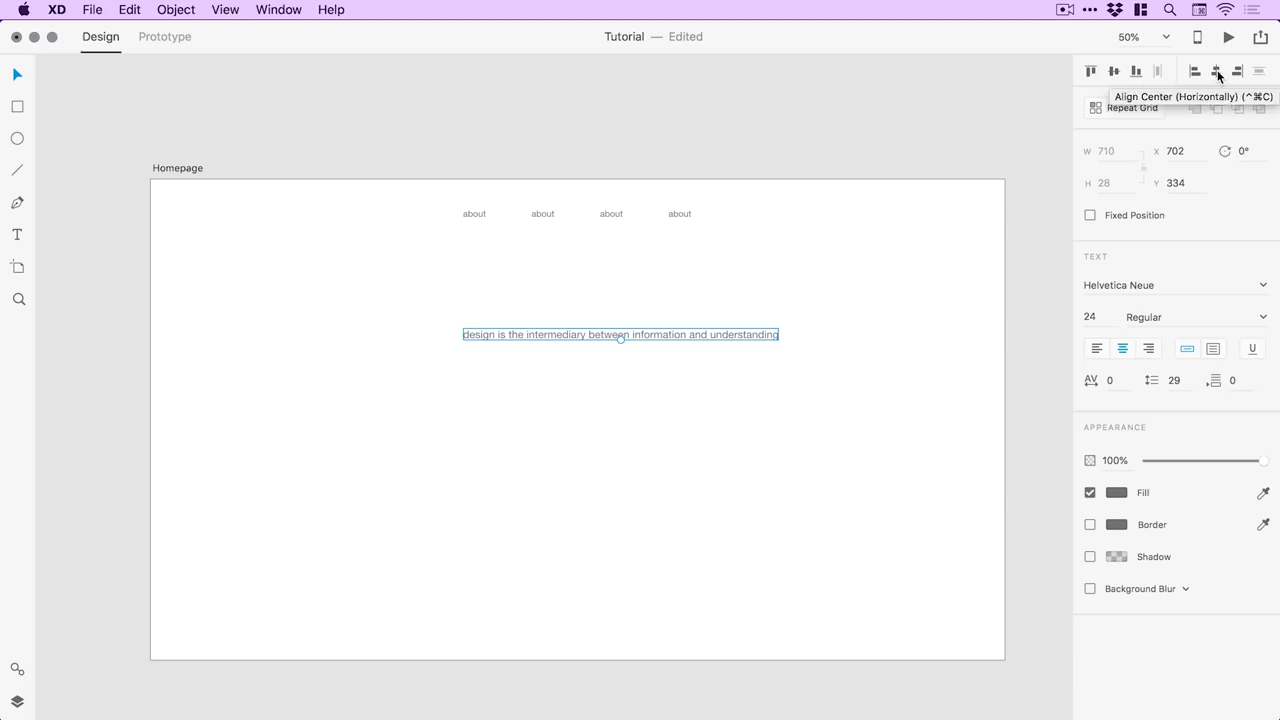 XD File Edit Object View Window Help
Design Prototype Tutorial — Edited 50%
Align Center (Horizontally) (^⌘C)
Repeat Grid
W 710 X 702 0°
H 28 Y 334
Fixed Position
TEXT
Helvetica Neue
24 Regular
U
AV 0 29 0
APPEARANCE
100%
Fill
Border
Shadow
Background Blur
Homepage
about about about about
design is the intermediary between information and understanding
T